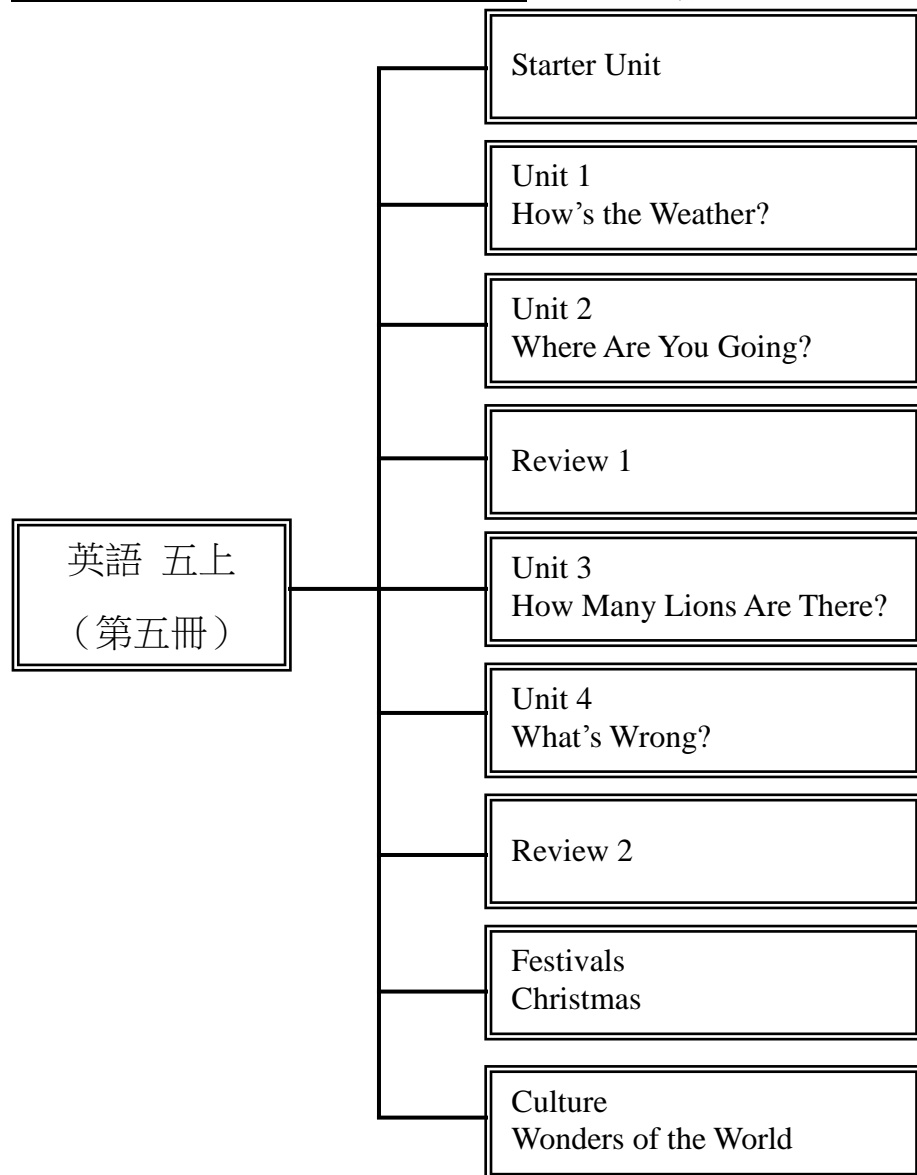 Starter Unit
Unit 1
How's the Weather?
Unit 2
Where Are You Going?
Review 1
英語 五上
（第五冊）
Unit 3
How Many Lions Are There?
Unit 4
What's Wrong?
Review 2
Festivals
Christmas
Culture
Wonders of the World